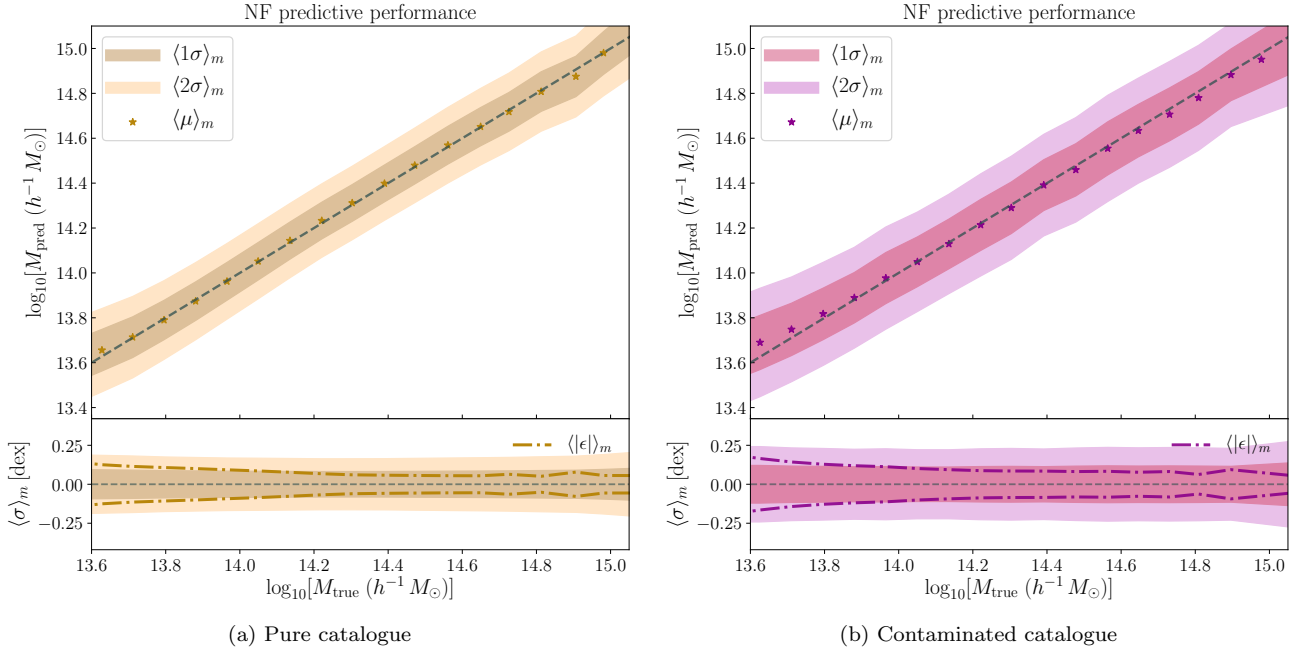 NF predictive performance
⟨1σ⟩m
⟨2σ⟩m
⟨μ⟩m
log10[Mpred (h−1 M⊙)]
15.0
14.8
14.6
14.4
14.2
14.0
13.8
13.6
13.4
⟨|ϵ|⟩m
⟨σ⟩m [dex]
0.25
0.00
−0.25
13.6 13.8 14.0 14.2 14.4 14.6 14.8 15.0
log10[Mtrue (h−1 M⊙)]
(a) Pure catalogue
NF predictive performance
⟨1σ⟩m
⟨2σ⟩m
⟨μ⟩m
log10[Mpred (h−1 M⊙)]
15.0
14.8
14.6
14.4
14.2
14.0
13.8
13.6
13.4
⟨|ϵ|⟩m
⟨σ⟩m [dex]
0.25
0.00
−0.25
13.6 13.8 14.0 14.2 14.4 14.6 14.8 15.0
log10[Mtrue (h−1 M⊙)]
(b) Contaminated catalogue